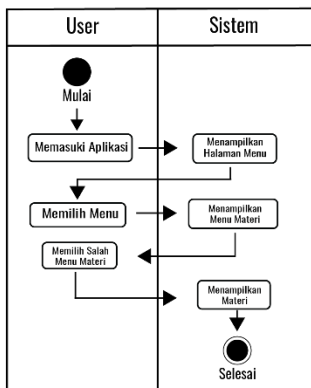 User
Sistem
Mulai
Memasuki Aplikasi
Menampilkan
Halaman Menu
Memilih Menu
Menampilkan
Menu Materi
Memilih Salah
Menu Materi
Menampilkan
Materi
Selesai